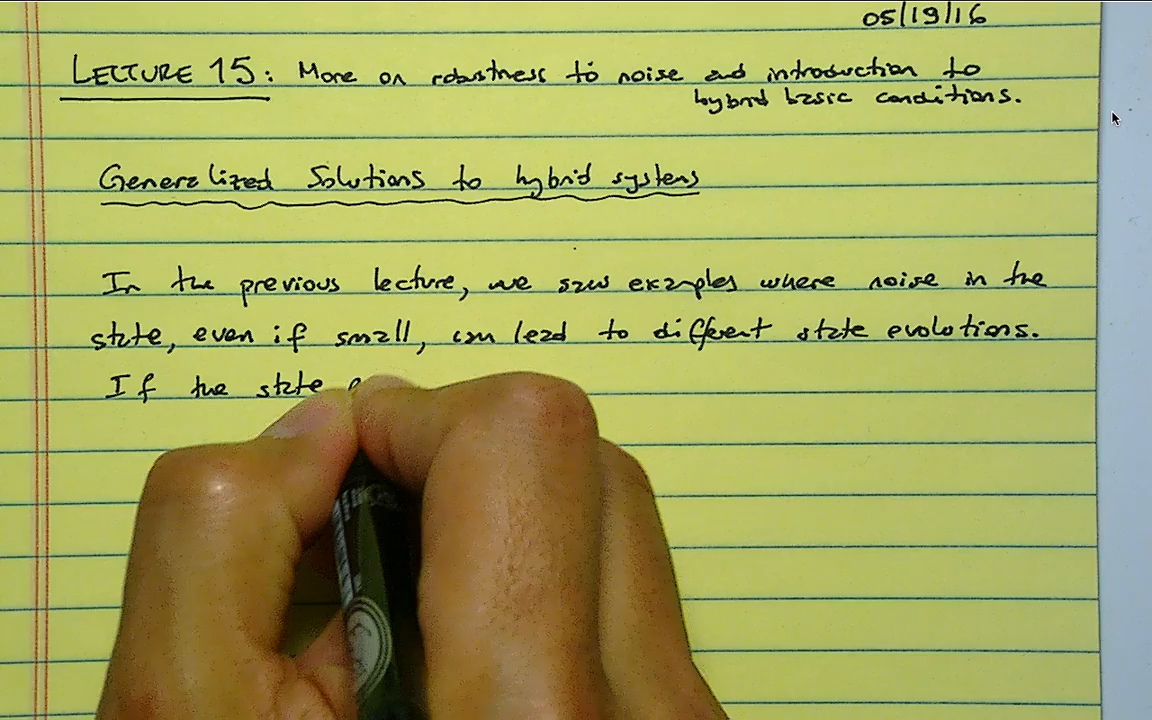 05/19/16
LECTURE 15: More on robustness to noise and introduction to
hybrid basic conditions.
Generalized Solutions to hybrid systems
In the previous lecture, we saw examples where noise in the
state, even if small, can lead to different state evolutions.
If the state